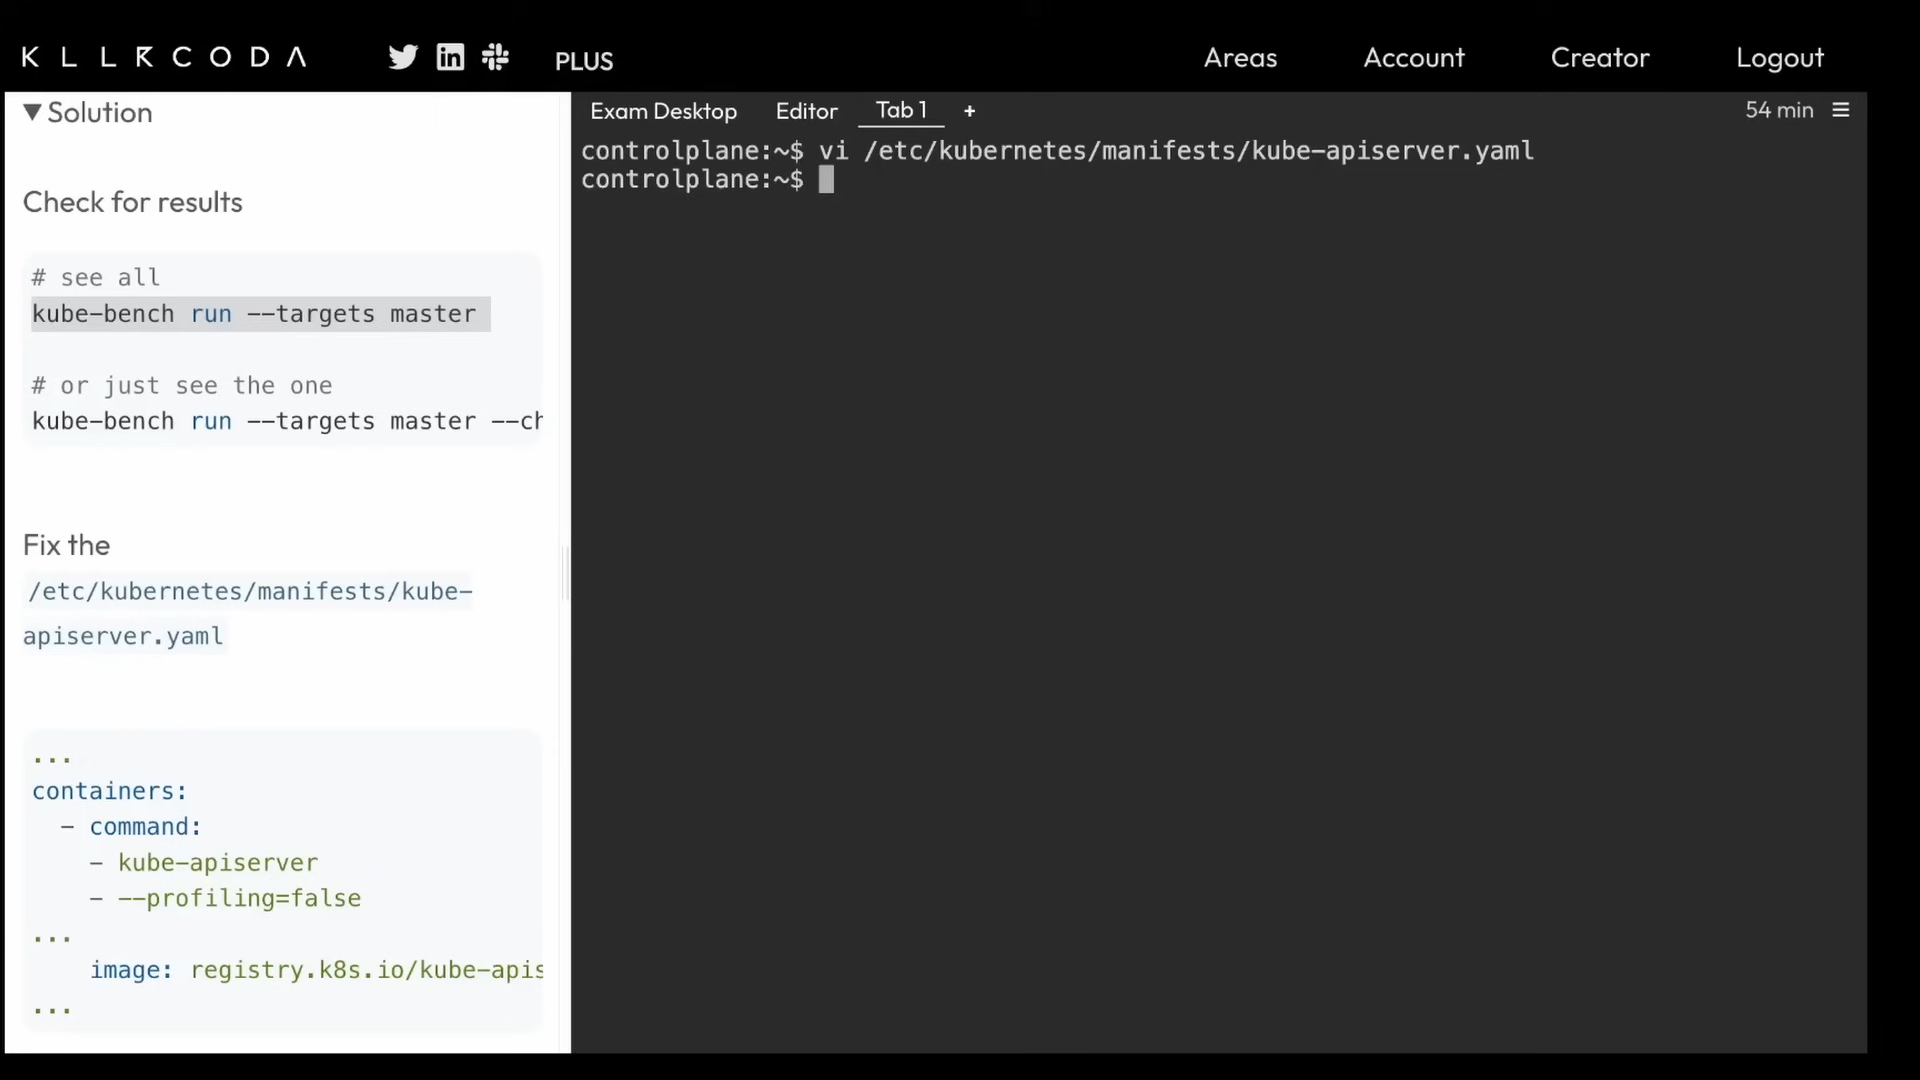 KILLERCODA
PLUS
Areas
Account
Creator
Logout
Solution
Check for results
# see all
kube-bench run --targets master
# or just see the one
kube-bench run --targets master --ch
Fix the
/etc/kubernetes/manifests/kube-
apiserver.yaml
...
containers:
- command:
- kube-apiserver
- --profiling=false
...
image: registry.k8s.io/kube-apis
...
Exam Desktop
Editor
Tab 1
+
54 min
controlplane:~$ vi /etc/kubernetes/manifests/kube-apiserver.yaml
controlplane:~$